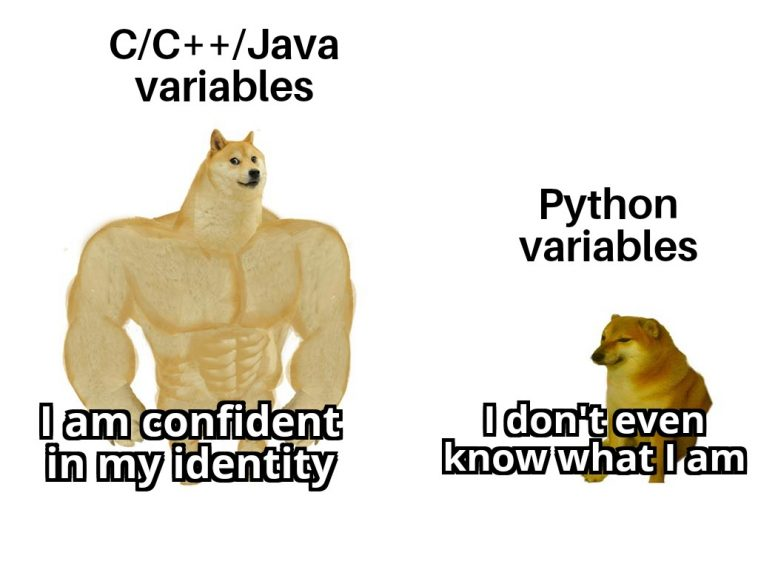 C/C++/Java
variables
I am confident
in my identity
Python
variables
I don't even
know what I am